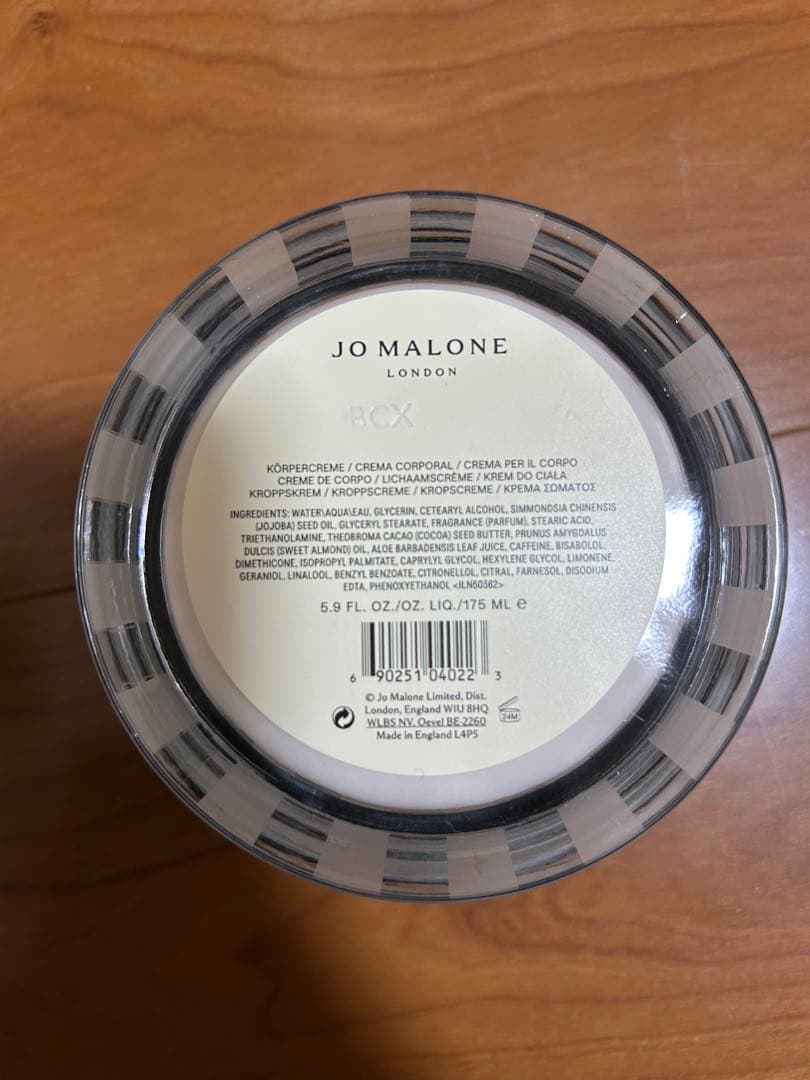 JO MALONE
LONDON
BCX
KÖRPERCREME / CREMA CORPORAL / CREMA PER IL CORPO
CREME DE CORPO / LICHAAMSCRÈME / KREM DO CIAŁA
KROPPSKREM / KROPPSCREME / KROPSCREME / ΚΡΕΜΑ ΣΩΜΑΤΟΣ
INGREDIENTS: WATER\AQUA\EAU, GLYCERIN, CETEARYL ALCOHOL, SIMMONDSIA CHINENSIS
(JOJOBA) SEED OIL, GLYCERYL STEARATE, FRAGRANCE (PARFUM), STEARIC ACID,
TRIETHANOLAMINE, THEOBROMA CACAO (COCOA) SEED BUTTER, PRUNUS AMYGDALUS
DULCIS (SWEET ALMOND) OIL, ALOE BARBADENSIS LEAF JUICE, CAFFEINE, BISABOLOL,
DIMETHICONE, ISOPROPYL PALMITATE, CAPRYLYL GLYCOL, HEXYLENE GLYCOL, LIMONENE,
GERANIOL, LINALOOL, BENZYL BENZOATE, CITRONELLOL, CITRAL, FARNESOL, DISODIUM
EDTA, PHENOXYETHANOL <ILN50362>
5.9 FL. OZ./OZ. LIQ./175 ML ℮
6 90251 04022 3
© Jo Malone Limited, Dist.
London, England W1U 8HQ
WLBS NV. Oevel BE-2260
Made in England L4P5
24M